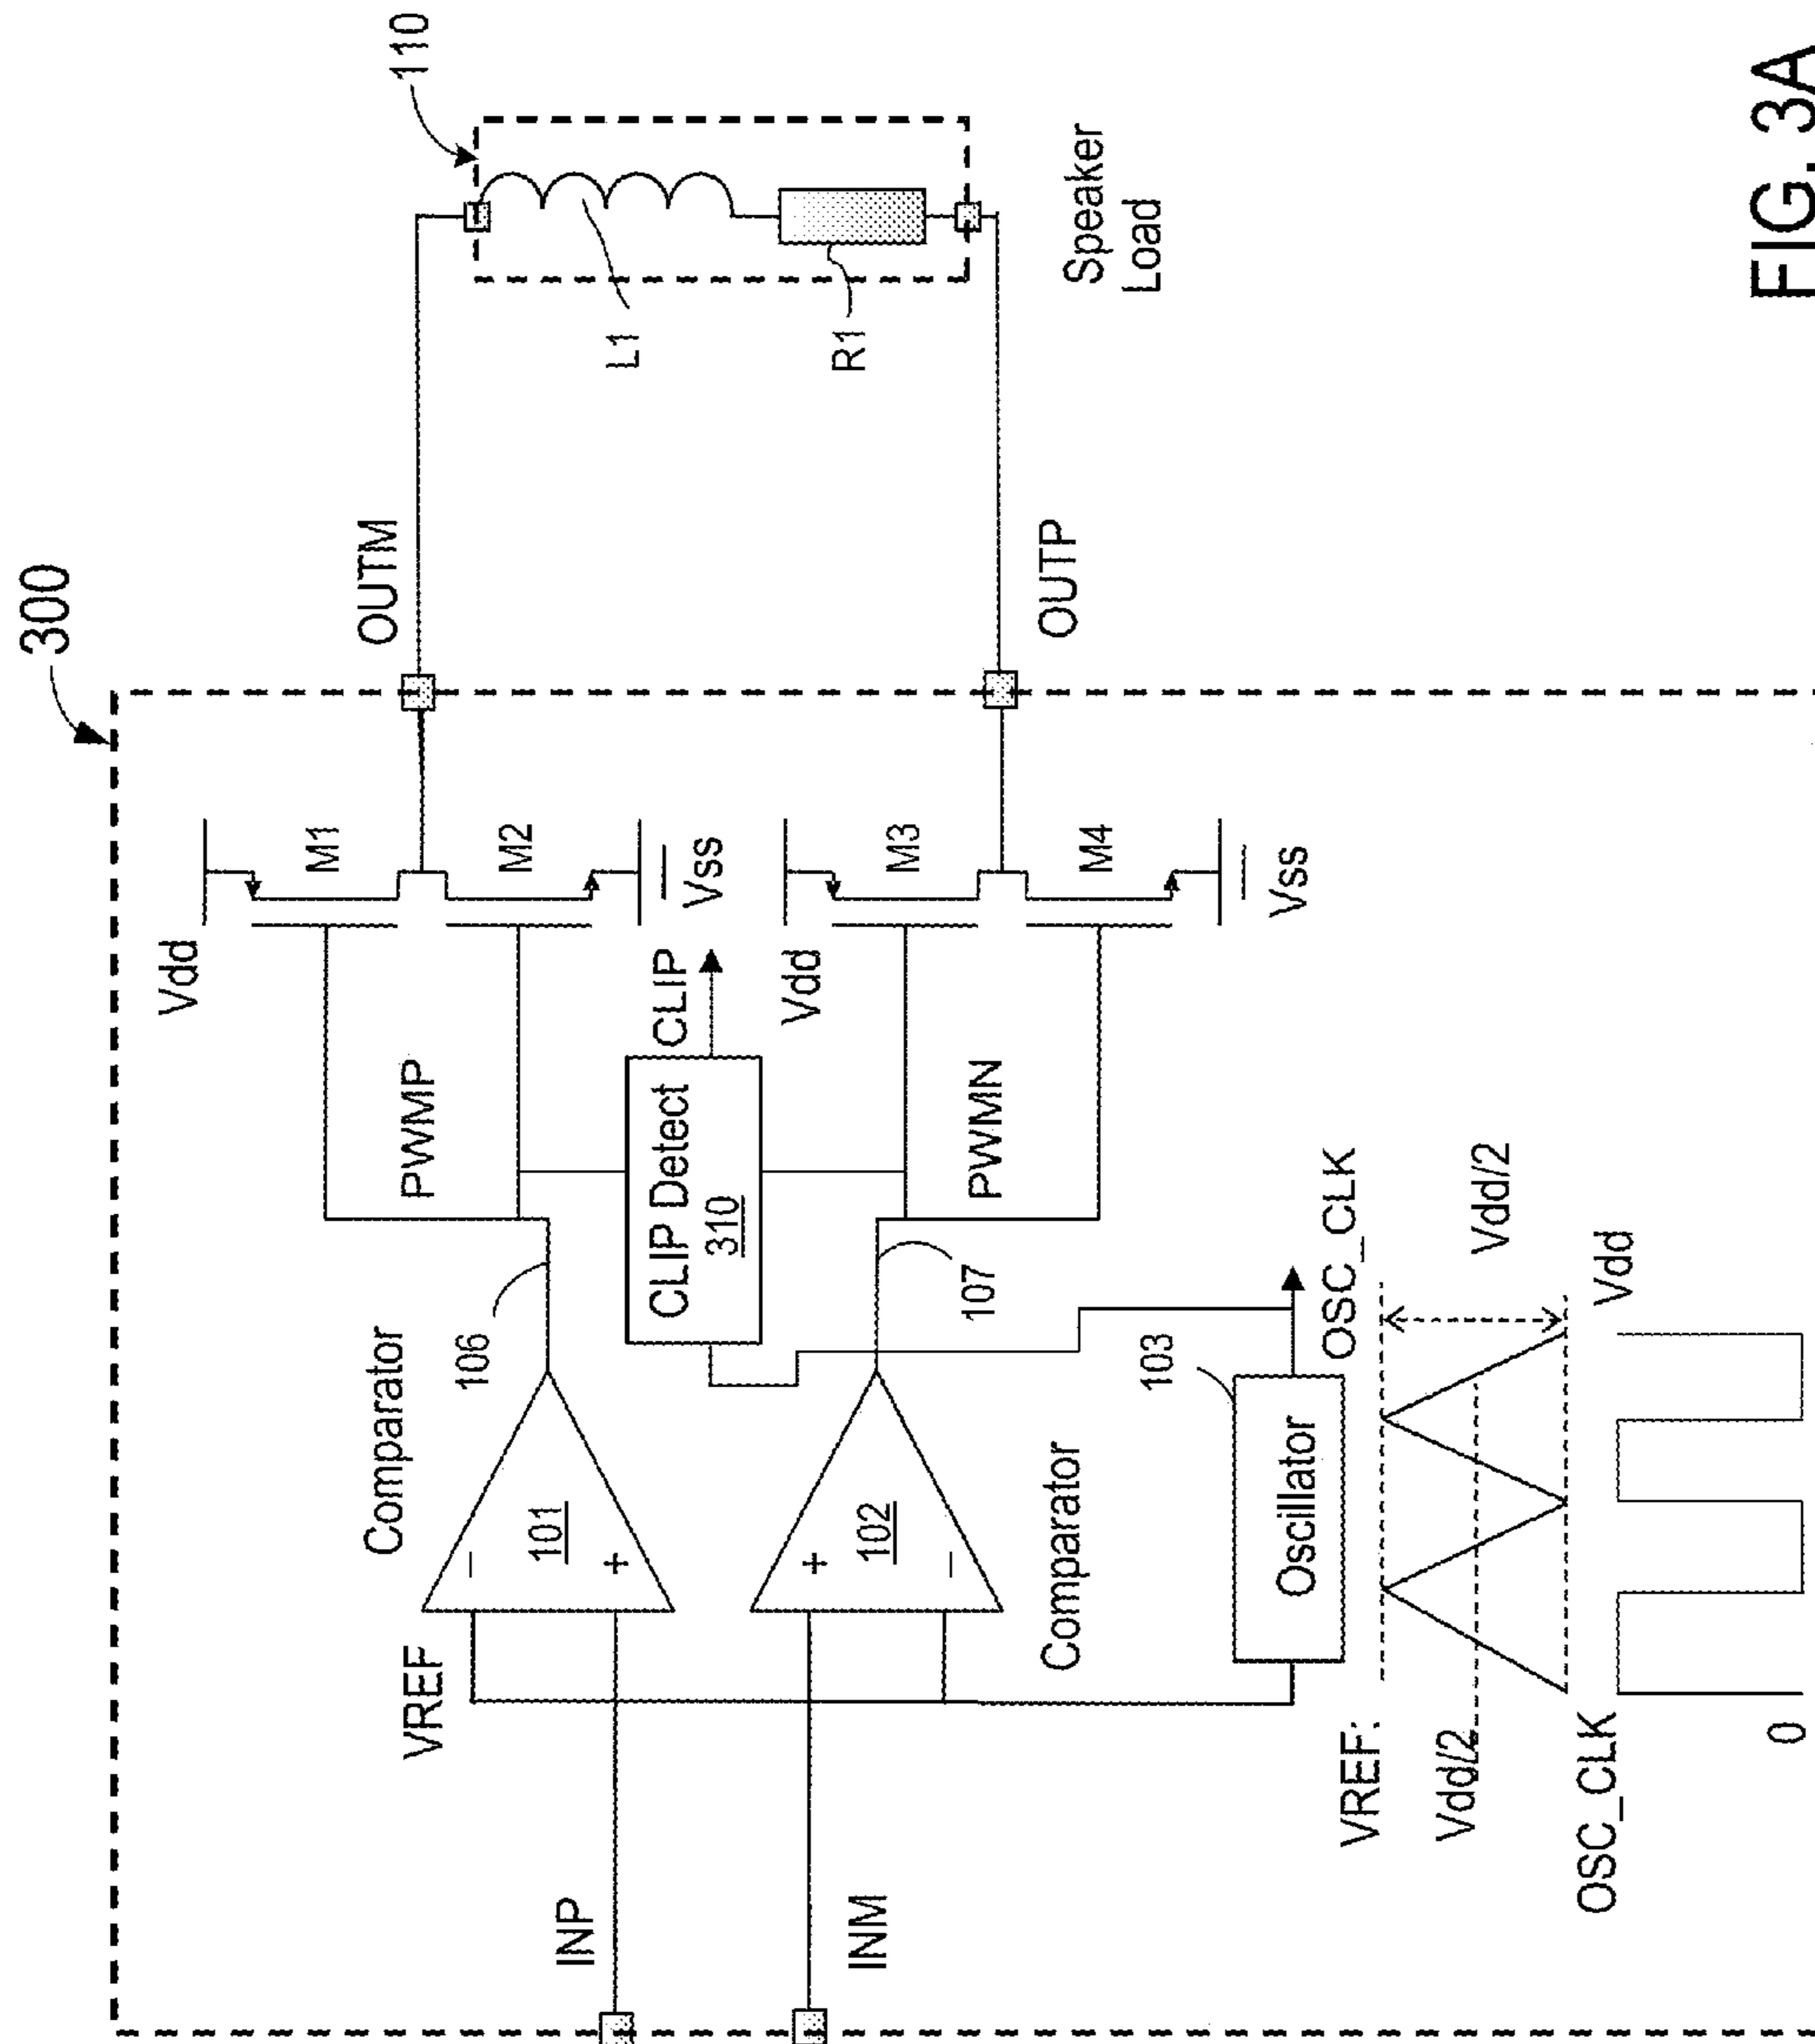 300
110
OUTM
OUTP
L1
R1
Speaker
Load
Vdd
M1
M2
Vss
PWMP
CLIP
CLIP Detect
310
Vdd
M3
M4
Vss
PWMN
Comparator
106
101
−
+
VREF
INP
INM
+
102
−
107
Comparator
103
Oscillator
OSC_CLK
VREF:
Vdd/2
Vdd/2
OSC_CLK
Vdd
0
FIG. 3A